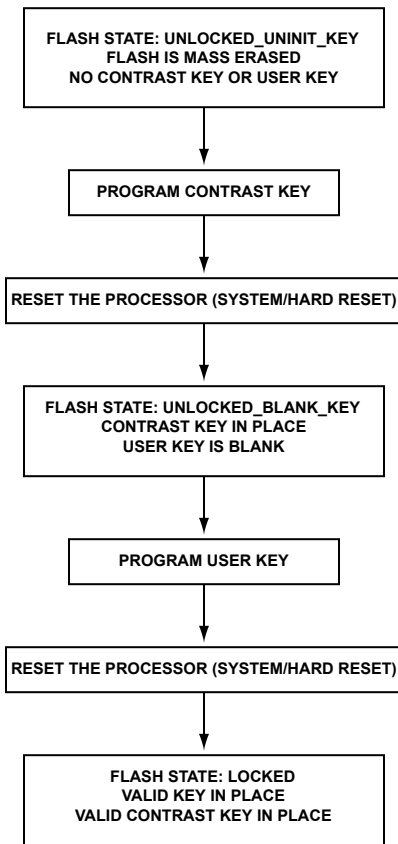 FLASH STATE: UNLOCKED_UNINIT_KEY
FLASH IS MASS ERASED
NO CONTRAST KEY OR USER KEY
PROGRAM CONTRAST KEY
RESET THE PROCESSOR (SYSTEM/HARD RESET)
FLASH STATE: UNLOCKED_BLANK_KEY
CONTRAST KEY IN PLACE
USER KEY IS BLANK
PROGRAM USER KEY
RESET THE PROCESSOR (SYSTEM/HARD RESET)
FLASH STATE: LOCKED
VALID KEY IN PLACE
VALID CONTRAST KEY IN PLACE